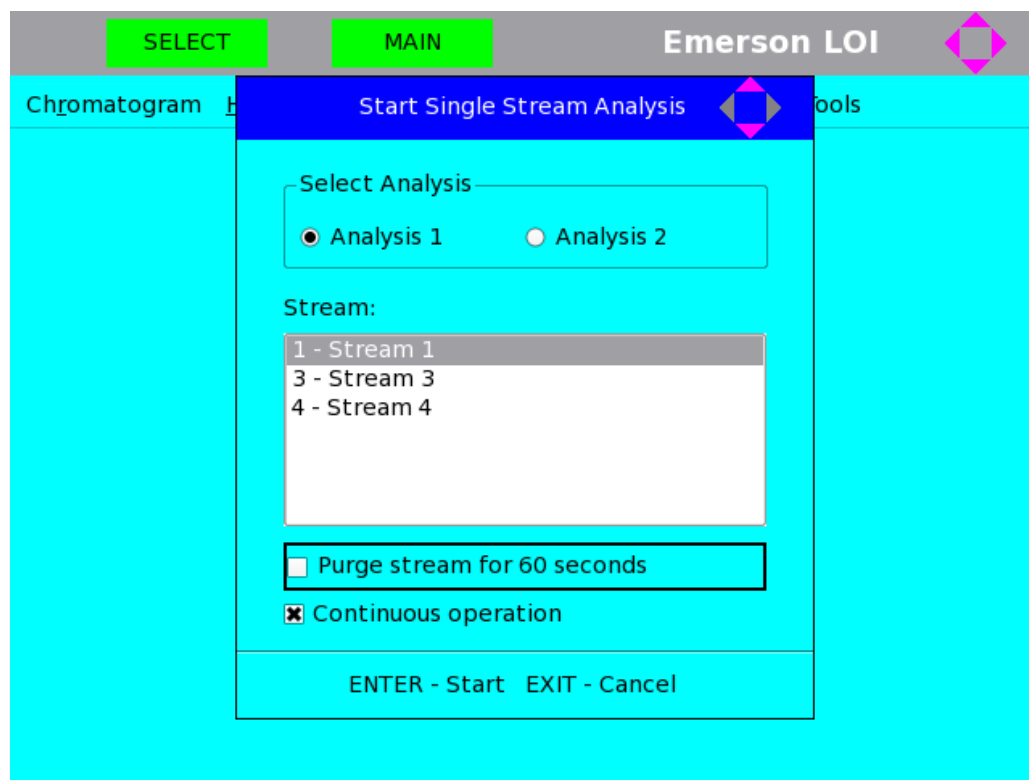 SELECT MAIN Emerson LOI
Chromatogram Tools
Start Single Stream Analysis
Select Analysis
Analysis 1 Analysis 2
Stream:
1 - Stream 1
3 - Stream 3
4 - Stream 4
Purge stream for 60 seconds
Continuous operation
ENTER - Start EXIT - Cancel